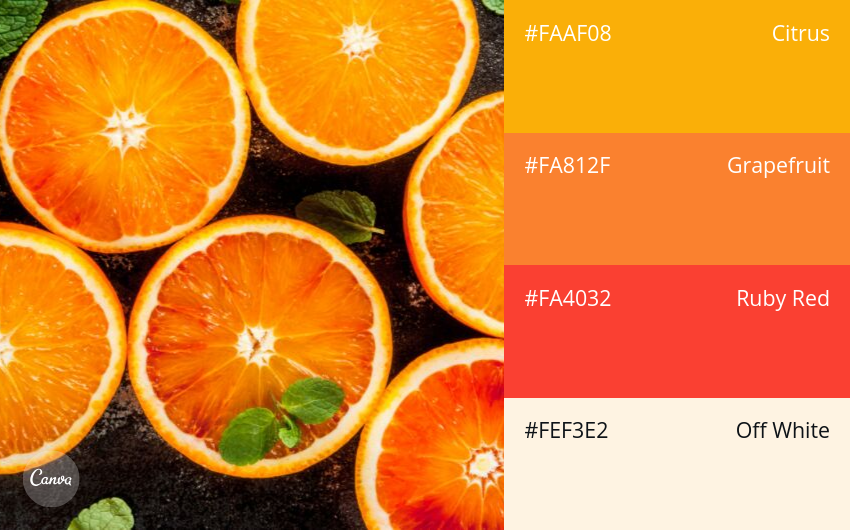 #FAAF08 Citrus
#FA812F Grapefruit
#FA4032 Ruby Red
#FEF3E2 Off White
Canva